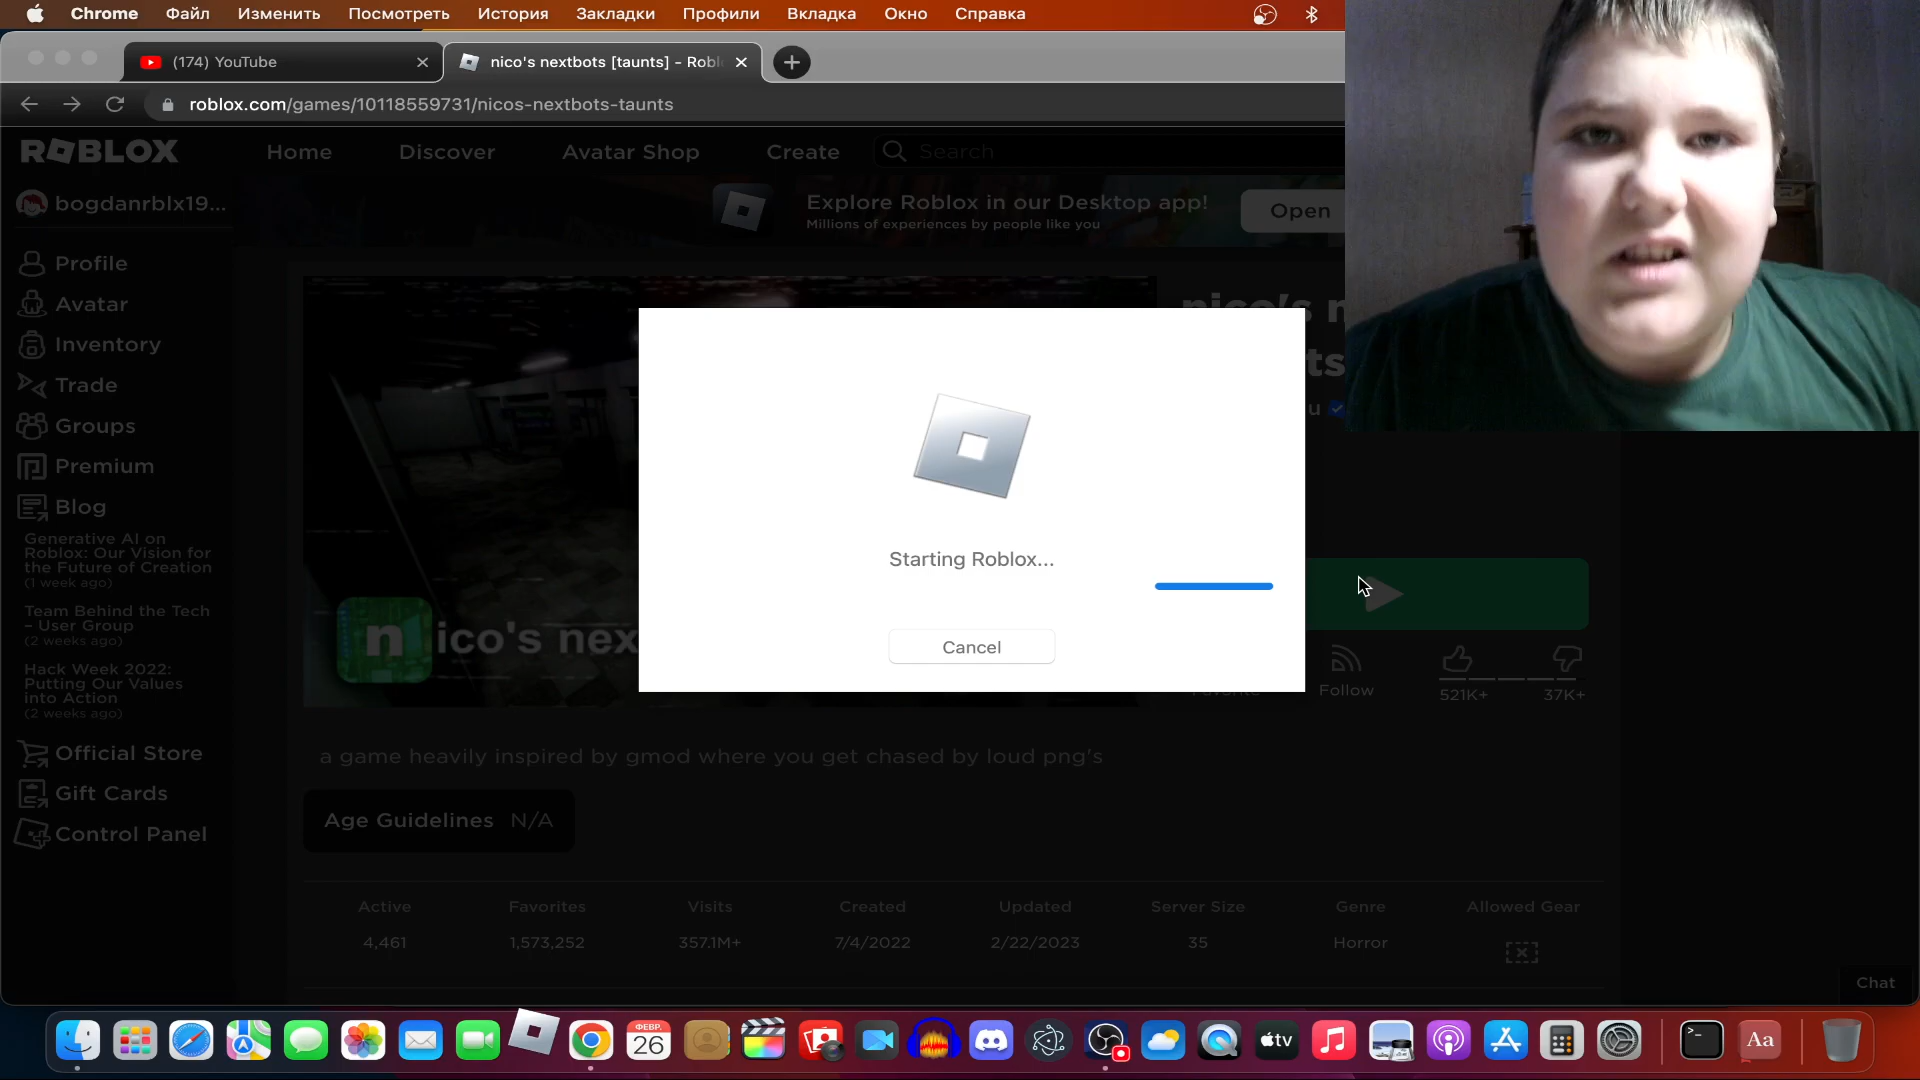 Chrome Файл Изменить Посмотреть История Закладки Профили Вкладка Окно Справка
(174) YouTube
nico's nextbots [taunts] - Robl
roblox.com/games/10118559731/nicos-nextbots-taunts
ROBLOX Home Discover Avatar Shop Create Search
bogdanrblx19...
Explore Roblox in our Desktop app!
Millions of experiences by people like you
Open
Profile
Avatar
Inventory
Trade
Groups
Premium
Blog
Generative AI on
Roblox: Our Vision for
the Future of Creation
(1 week ago)
Team Behind the Tech
– User Group
(2 weeks ago)
Hack Week 2022:
Putting Our Values
into Action
(2 weeks ago)
Official Store
Gift Cards
Control Panel
nico's n
ts
u
Starting Roblox...
Cancel
nico's nex
Favorite
Follow
521K+
37K+
a game heavily inspired by gmod where you get chased by loud png's
Age Guidelines N/A
Active Favorites Visits Created Updated Server Size Genre Allowed Gear
4,461 1,573,252 357.1M+ 7/4/2022 2/22/2023 35 Horror
Chat
ФЕВР.
26
tv
Aa